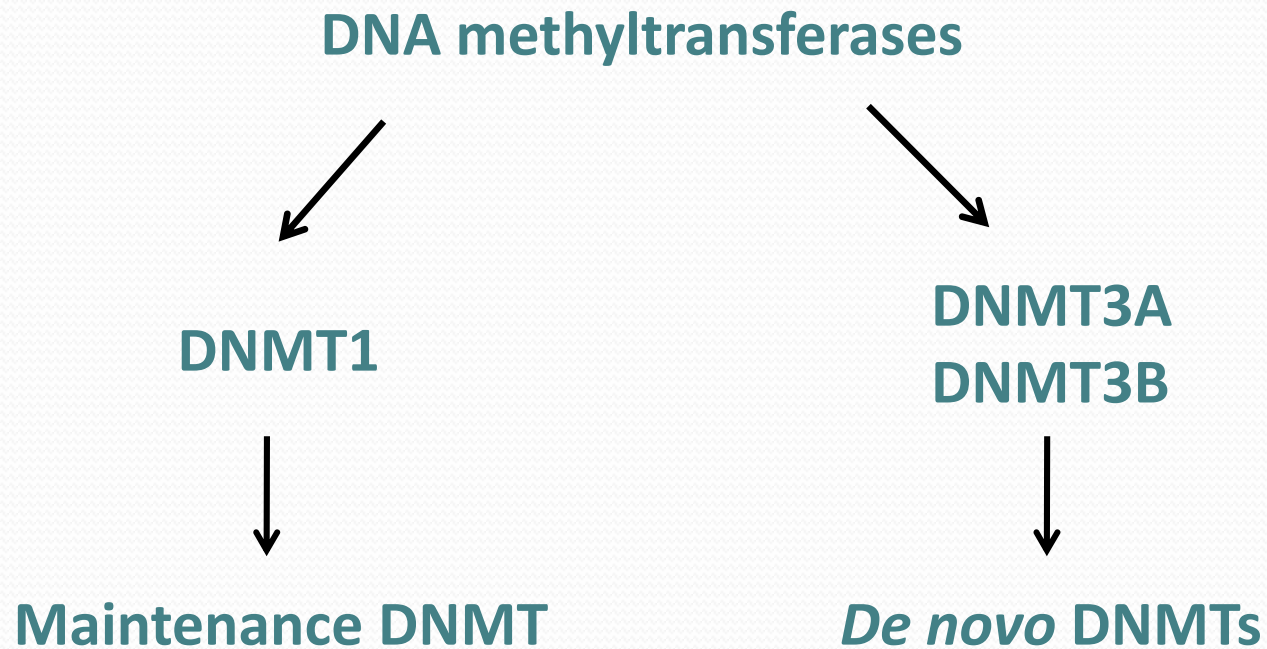 DNA methyltransferases
DNMT1
DNMT3A
DNMT3B
Maintenance DNMT
De novo DNMTs